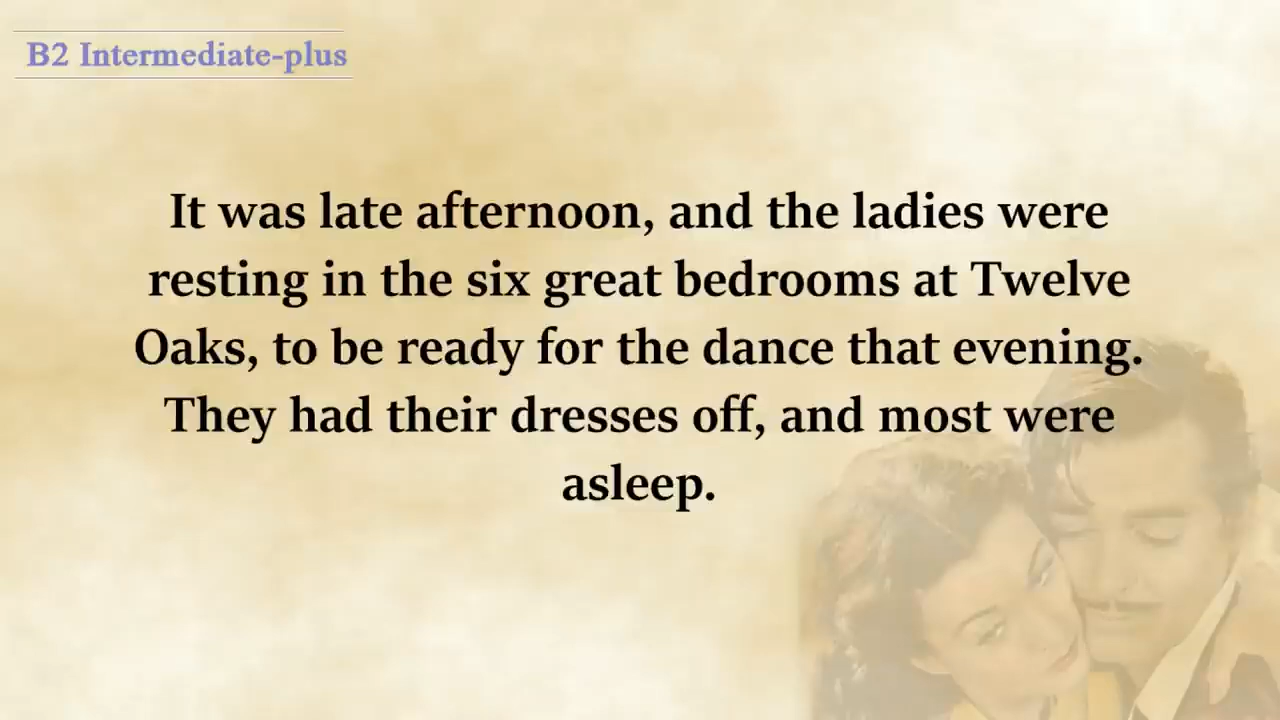 B2 Intermediate-plus
It was late afternoon, and the ladies were
resting in the six great bedrooms at Twelve
Oaks, to be ready for the dance that evening.
They had their dresses off, and most were
asleep.